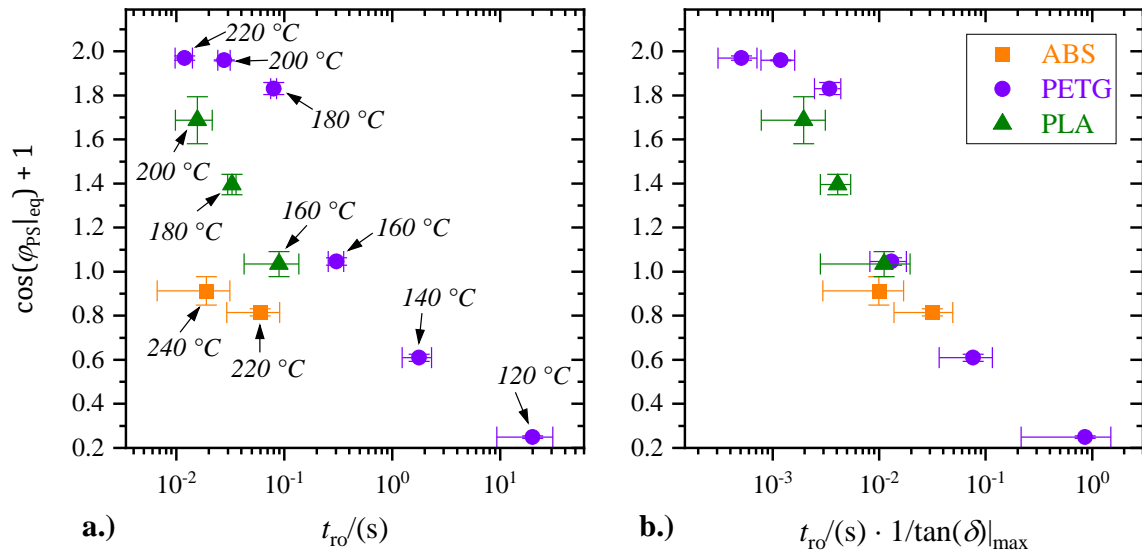 cos(φPS|eq) + 1
2.0
1.8
1.6
1.4
1.2
1.0
0.8
0.6
0.4
0.2
220 °C
200 °C
180 °C
200 °C
180 °C
160 °C
160 °C
240 °C
220 °C
140 °C
120 °C
10-2 10-1 100 101
a.) tro/(s)
2.0
1.8
1.6
1.4
1.2
1.0
0.8
0.6
0.4
0.2
ABS
PETG
PLA
10-3 10-2 10-1 100
b.) tro/(s) · 1/tan(δ)|max